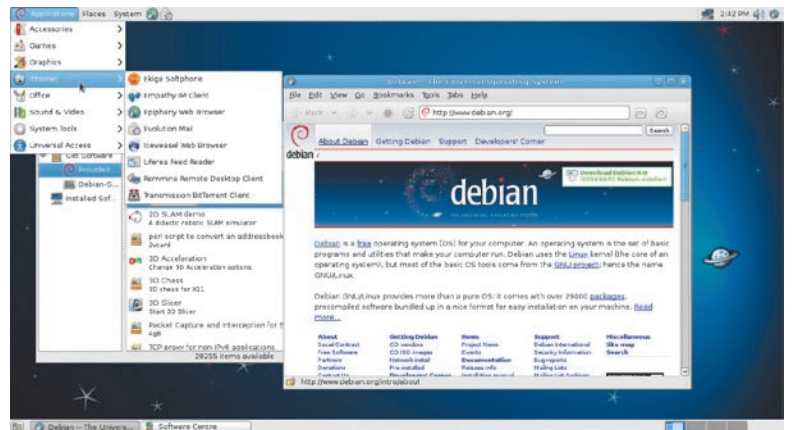 Applications Places System
2:42 PM
Accessories
Games
Graphics
Internet
Office
Sound & Video
System Tools
Universal Access
Ekiga Softphone
Empathy IM Client
Epiphany Web Browser
Evolution Mail
Iceweasel Web Browser
Liferea Feed Reader
Remmina Remote Desktop Client
Transmission BitTorrent Client
Get Software
Provided
Debian-S...
Installed Sof...
2D SLAM demo
A didactic robotic SLAM simulator
perl script to convert an addressbook
2vcard
3D Acceleration
Change 3D Acceleration options
3D Chess
3D chess for X11
3D Slicer
Start 3D Slicer
Packet Capture and Interception for S
4g8
TCP proxy for non IPv6 applications
28255 items available
Debian -- The Universal Operating System
File Edit View Go Bookmarks Tools Tabs Help
Back
http://www.debian.org/
Search
debian
About Debian Getting Debian Support Developers' Corner
/
debian
Download Debian 6.0
Debian is a free operating system (OS) for your computer. An operating system is the set of basic
programs and utilities that make your computer run. Debian uses the Linux kernel (the core of an
operating system), but most of the basic OS tools come from the GNU project; hence the name
GNU/Linux.
Debian GNU/Linux provides more than a pure OS: it comes with over 29000 packages,
precompiled software bundled up in a nice format for easy installation on your machine. Read
more...
About Getting Debian News Support Miscellaneous
Social Contract CD vendors Project News Debian International Site map
Free Software CD ISO images Events Security Information Search
Partners Network install Documentation Bug reports
Donations Pre-installed Release Info Mailing Lists
Contact Us Developers' Corner Installation manual Mailing List Archives
http://www.debian.org/intro/about
Debian -- The Univers...
Software Centre